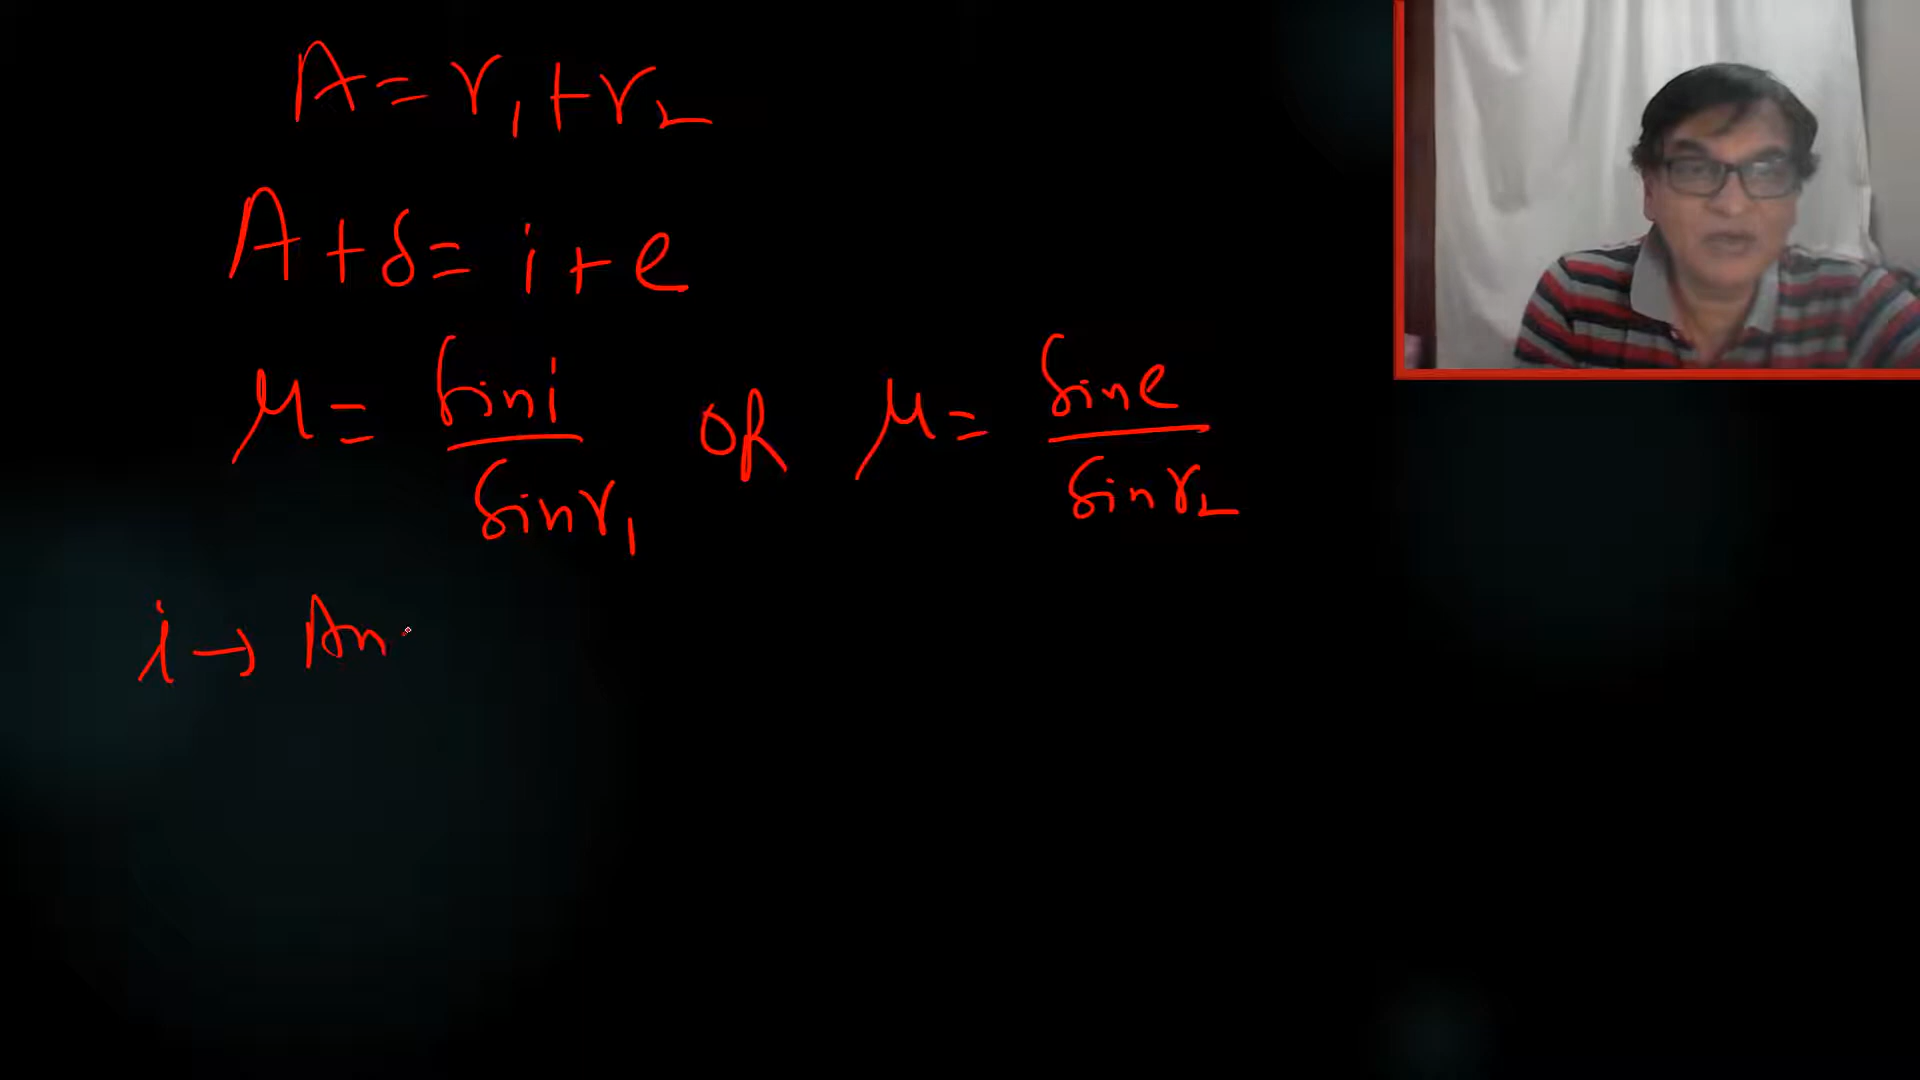 A = r₁ + r₂
A + δ = i + e
μ = sin i / sin r₁ OR μ = sin e / sin r₂
i → An